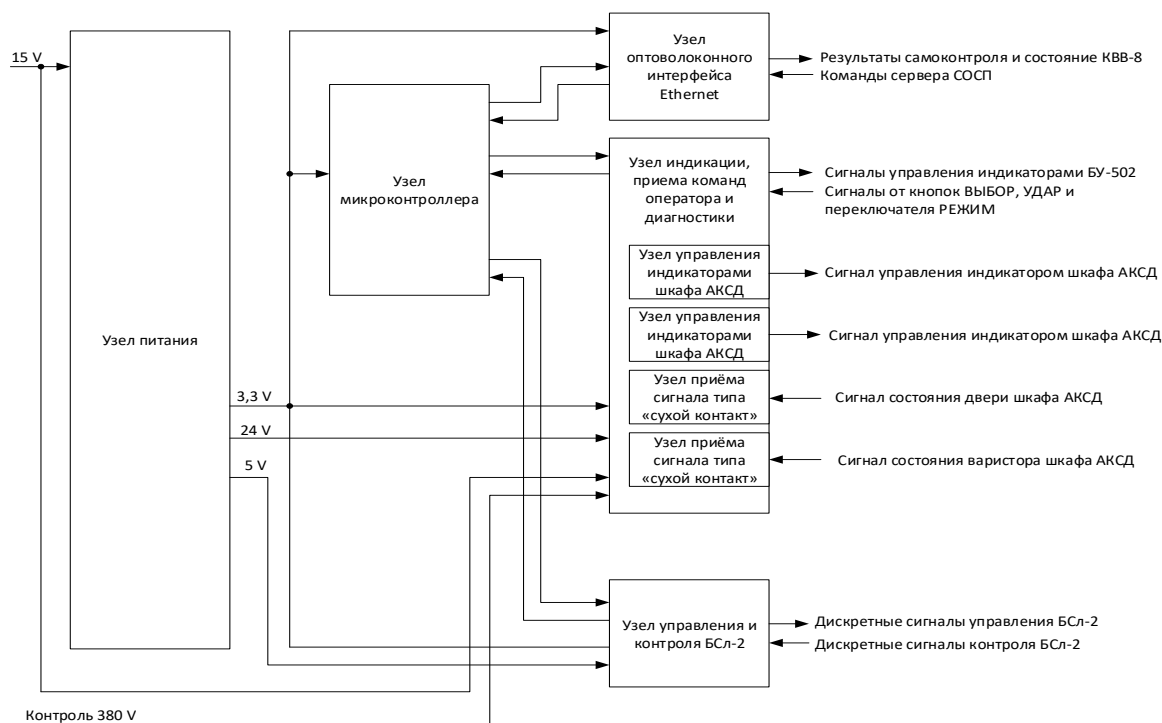 15 V
Узел питания
3,3 V
24 V
5 V
Контроль 380 V
Узел
микроконтроллера
Узел
оптоволоконного
интерфейса
Ethernet
Результаты самоконтроля и состояние КВВ-8
Команды сервера СОСП
Узел индикации,
приема команд
оператора и
диагностики
Сигналы управления индикаторами БУ-502
Сигналы от кнопок ВЫБОР, УДАР и
переключателя РЕЖИМ
Узел управления
индикаторами
шкафа АКСД
Сигнал управления индикатором шкафа АКСД
Узел управления
индикаторами
шкафа АКСД
Сигнал управления индикатором шкафа АКСД
Узел приёма
сигнала типа
«сухой контакт»
Сигнал состояния двери шкафа АКСД
Узел приёма
сигнала типа
«сухой контакт»
Сигнал состояния варистора шкафа АКСД
Узел управления и
контроля БСл-2
Дискретные сигналы управления БСл-2
Дискретные сигналы контроля БСл-2